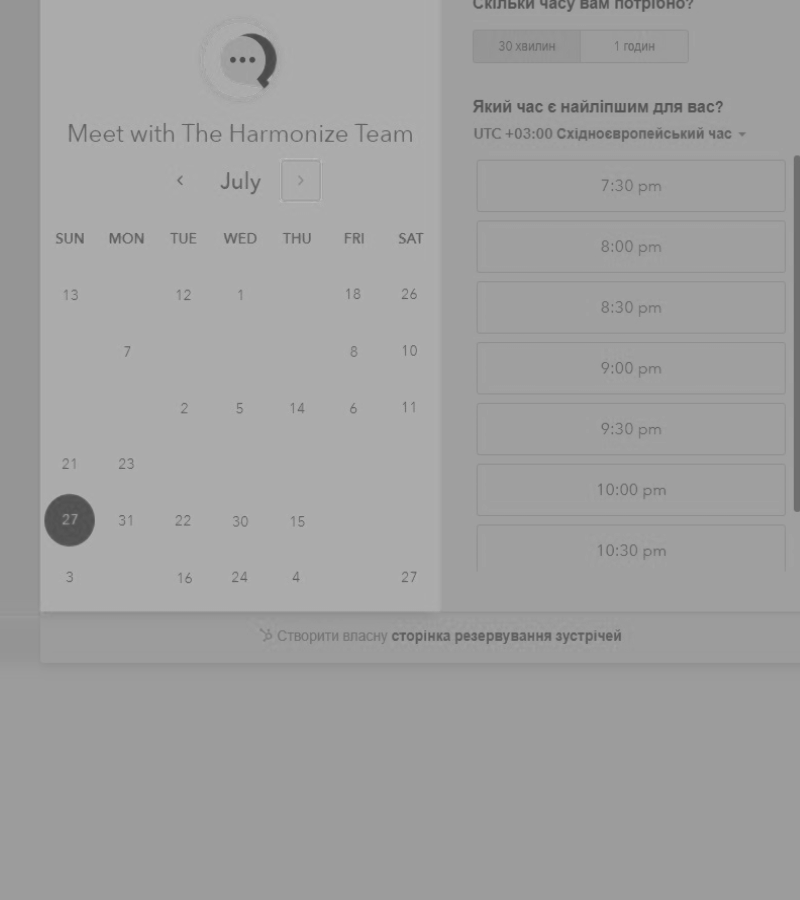 Meet with The Harmonize Team
July
SUN MON TUE WED THU FRI SAT
13 12 1 18 26
7 8 10
2 5 14 6 11
21 23
27 31 22 30 15
3 16 24 4 27
Скільки часу вам потрібно?
30 хвилин 1 годин
Який час є найліпшим для вас?
UTC +03:00 Східноєвропейський час
7:30 pm
8:00 pm
8:30 pm
9:00 pm
9:30 pm
10:00 pm
10:30 pm
Створити власну сторінка резервування зустрічей